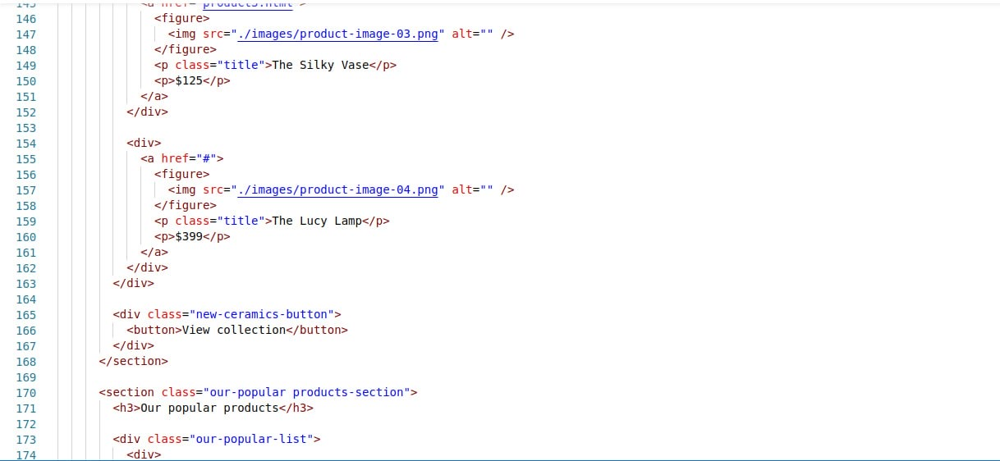 145 <a href="products.html">
146 <figure>
147 <img src="./images/product-image-03.png" alt="" />
148 </figure>
149 <p class="title">The Silky Vase</p>
150 <p>$125</p>
151 </a>
152 </div>
153
154 <div>
155 <a href="#">
156 <figure>
157 <img src="./images/product-image-04.png" alt="" />
158 </figure>
159 <p class="title">The Lucy Lamp</p>
160 <p>$399</p>
161 </a>
162 </div>
163 </div>
164
165 <div class="new-ceramics-button">
166 <button>View collection</button>
167 </div>
168 </section>
169
170 <section class="our-popular products-section">
171 <h3>Our popular products</h3>
172
173 <div class="our-popular-list">
174 <div>